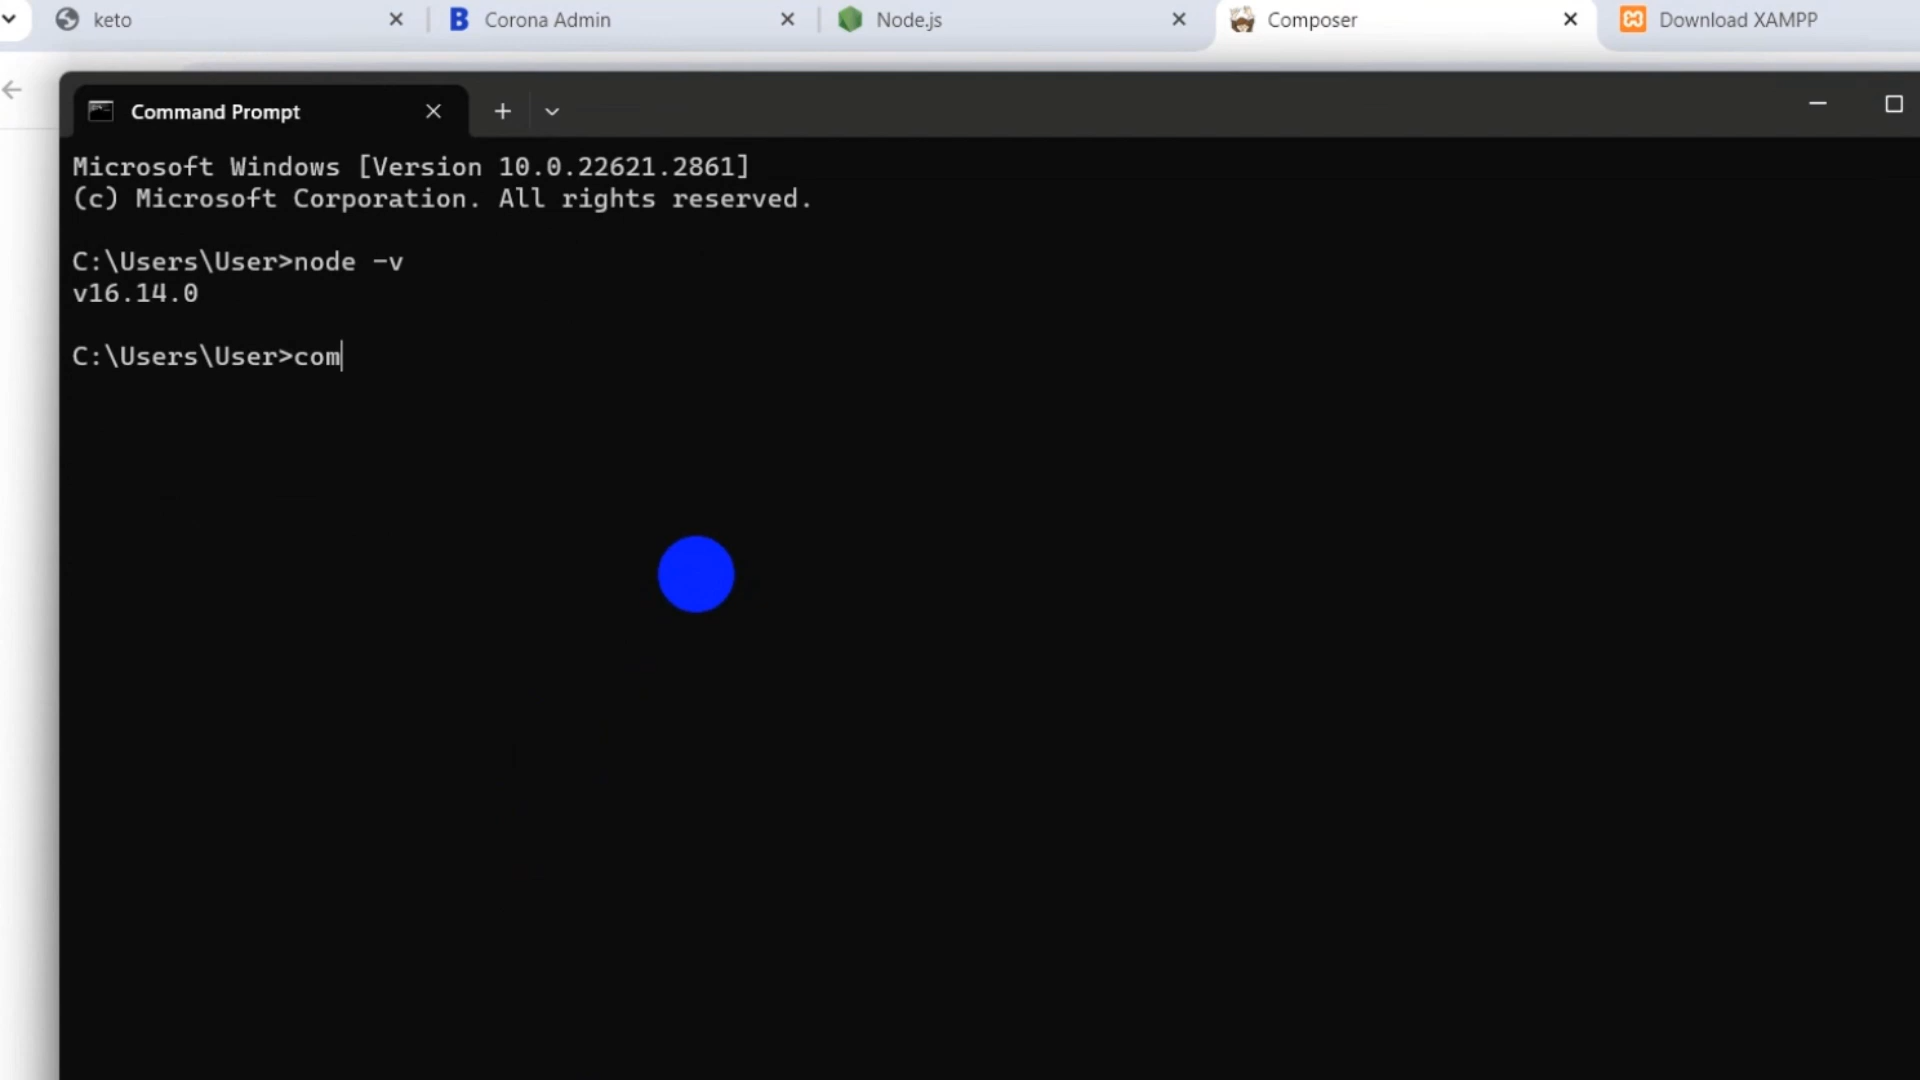 keto
Corona Admin
Node.js
Composer
Download XAMPP
Command Prompt
Microsoft Windows [Version 10.0.22621.2861]
(c) Microsoft Corporation. All rights reserved.
C:\Users\User>node -v
v16.14.0
C:\Users\User>com